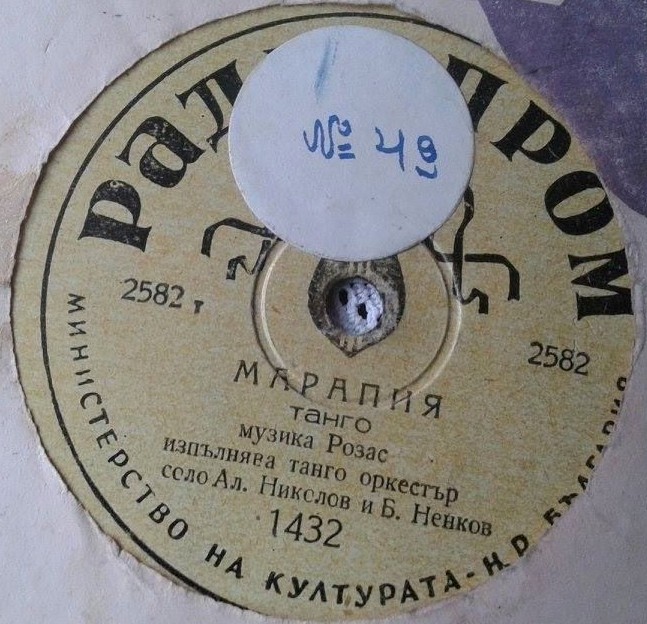 № 49
2582 т
2582
МАРАПИЯ
танго
музика Розас
изпълнява танго оркестър
соло Ал. Николов и Б. Ненков
1432
МИНИСТЕРСТВО НА КУЛТУРАТА - Н.Р. БЪЛГАРИЯ